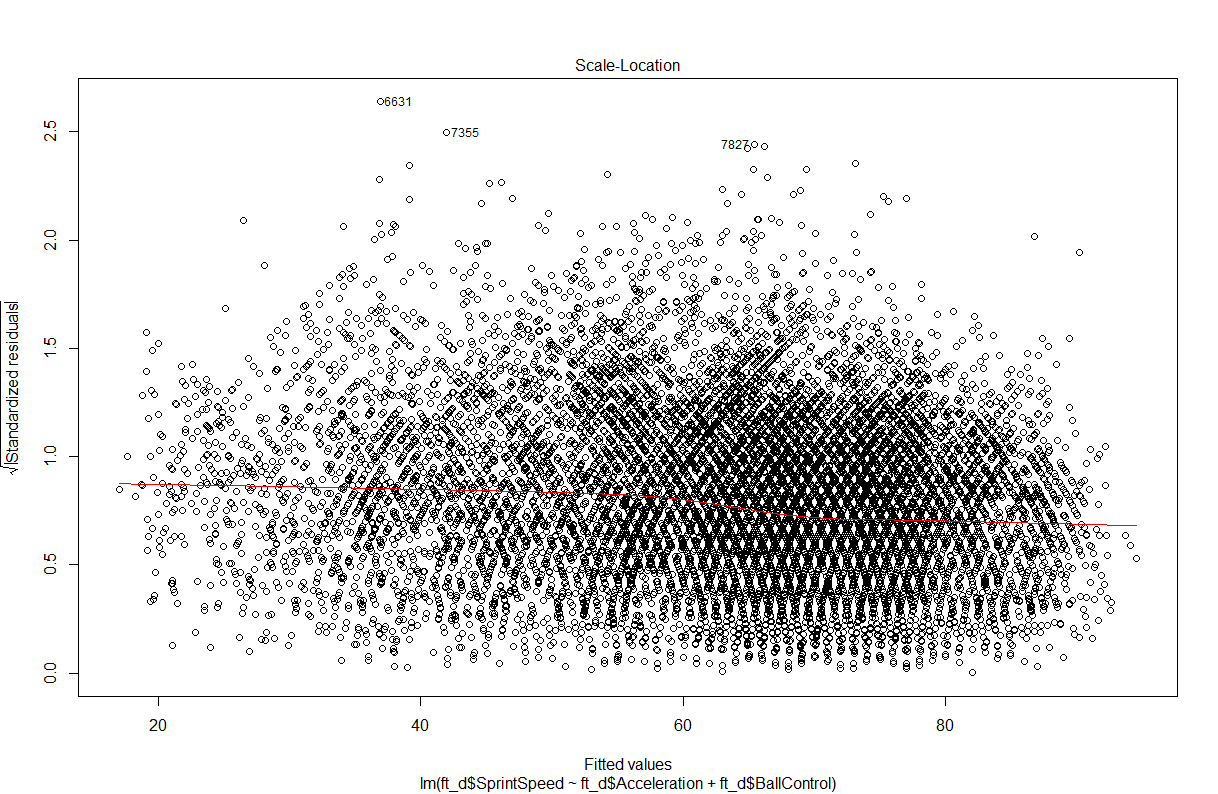 Scale-Location
6631
7355
7827
2.5
2.0
1.5
1.0
0.5
0.0
√|Standardized residuals|
20 40 60 80
Fitted values
lm(ft_d$SprintSpeed ~ ft_d$Acceleration + ft_d$BallControl)